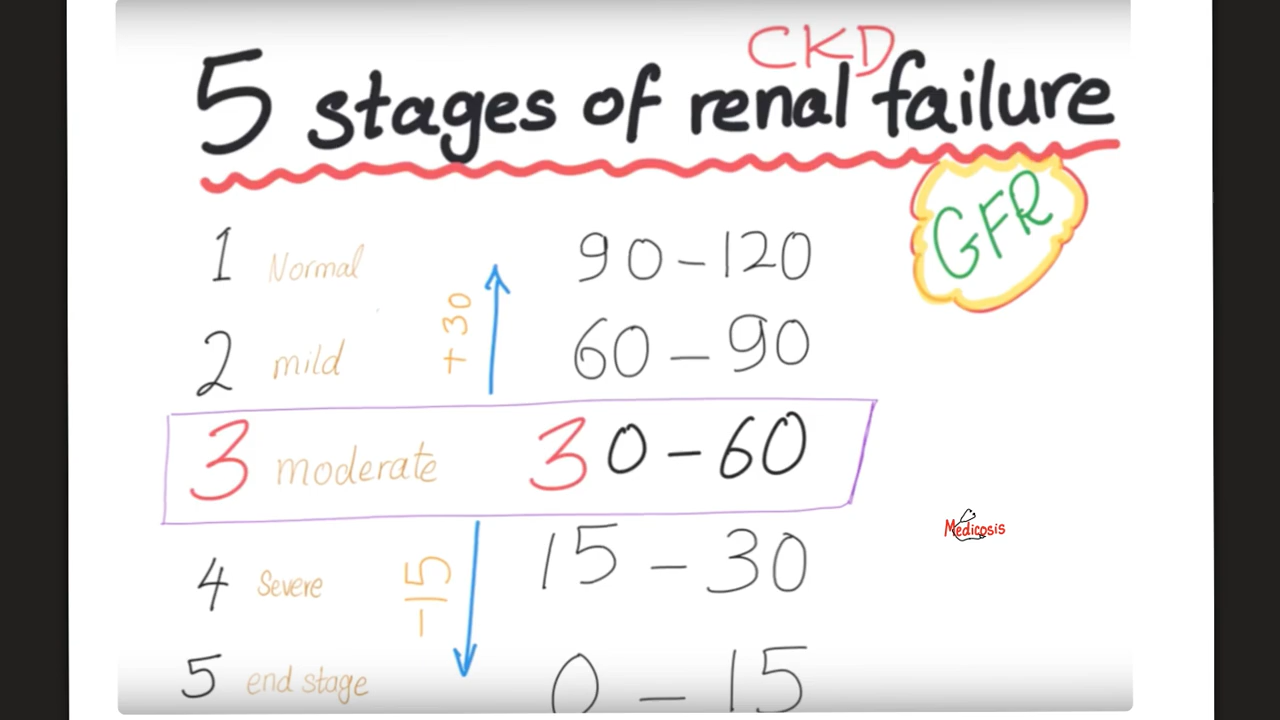 CKD
5 stages of renal failure
GFR
1 Normal 90-120
+30
2 mild 60-90
3 moderate 30-60
Medicosis
4 Severe 15-30
-15
5 end stage 0-15